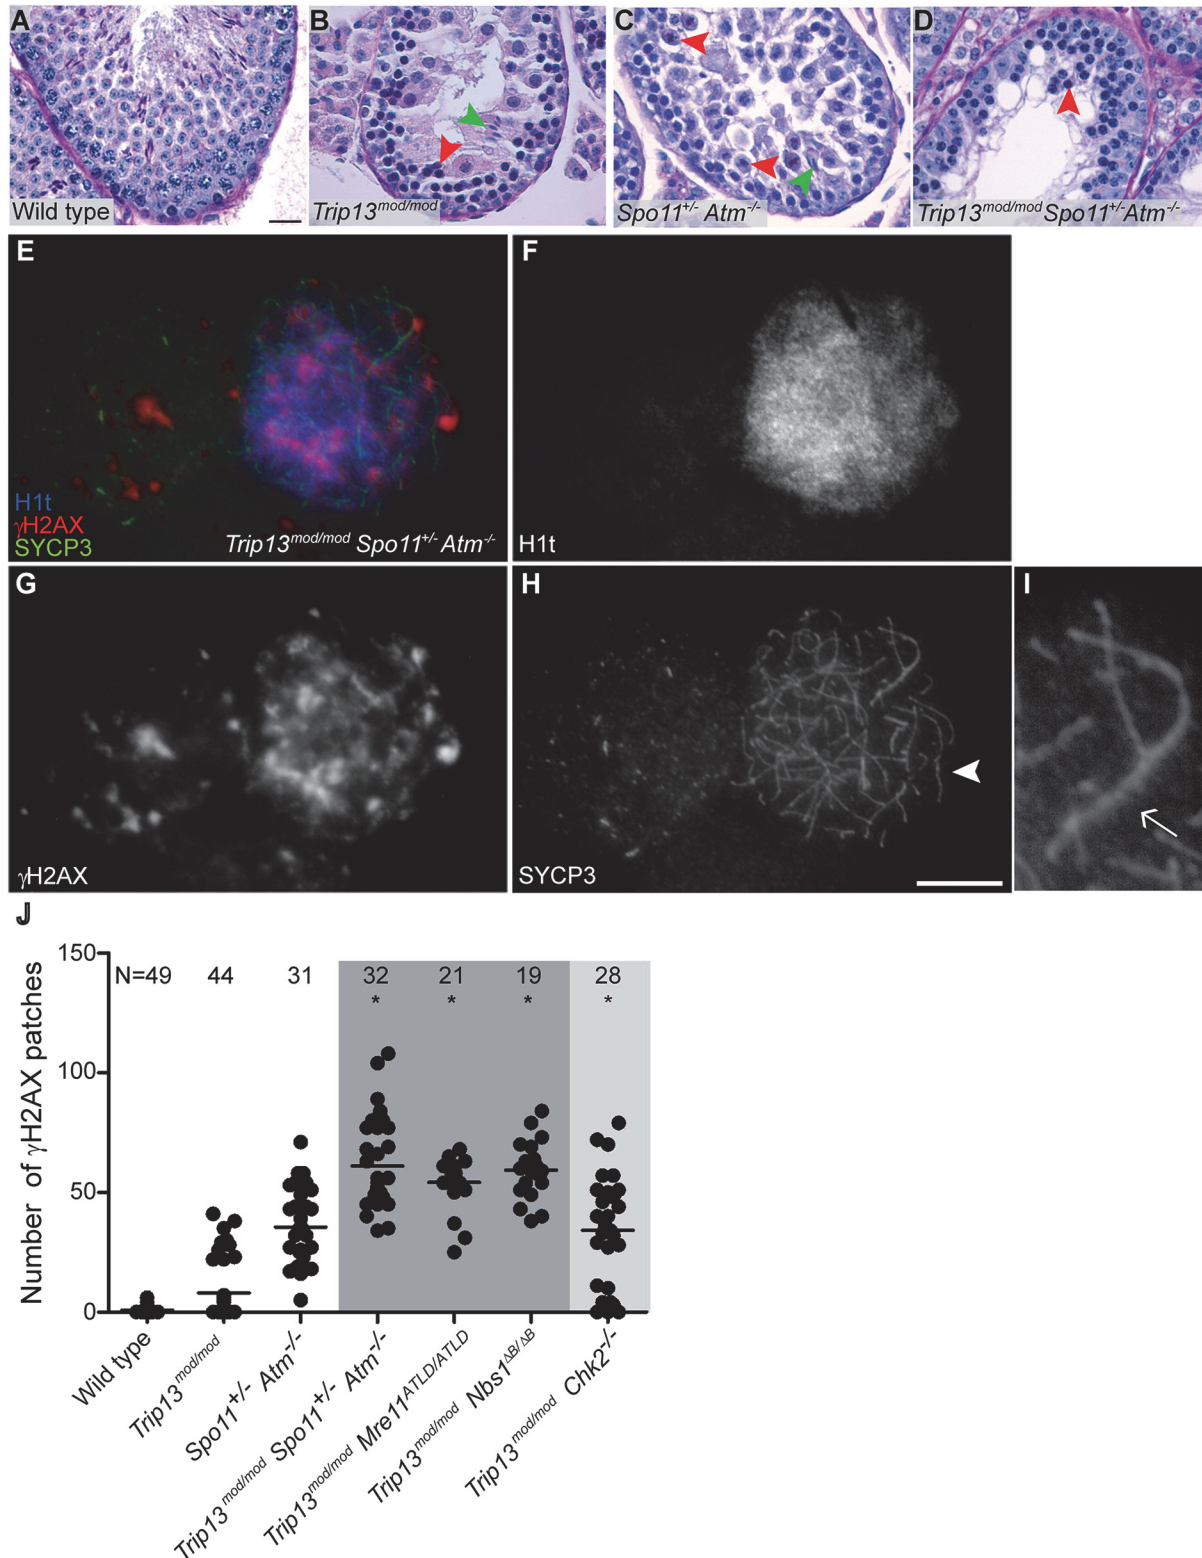 A B C D
Wild type
Trip13mod/mod
Spo11+/- Atm-/-
Trip13mod/mod Spo11+/- Atm-/-
E
H1t
γH2AX
SYCP3
Trip13mod/mod Spo11+/- Atm-/-
F
H1t
G
γH2AX
H
SYCP3
I
J
Number of γH2AX patches
150
100
50
0
N=49 44 31 32 21 19 28
* * * *
Wild type
Trip13mod/mod
Spo11+/- Atm-/-
Trip13mod/mod Spo11+/- Atm-/-
Trip13mod/mod Mre11ATLD/ATLD
Trip13mod/mod Nbs1ΔB/ΔB
Trip13mod/mod Chk2-/-